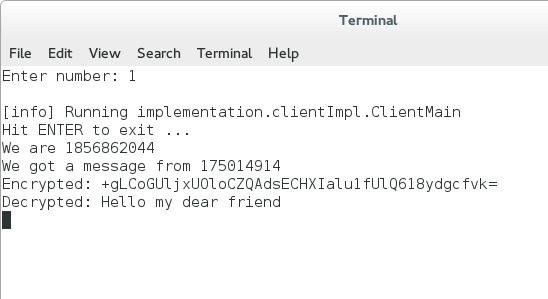 Terminal
File Edit View Search Terminal Help
Enter number: 1
[info] Running implementation.clientImpl.ClientMain
Hit ENTER to exit ...
We are 1856862044
We got a message from 175014914
Encrypted: +gLCoGUljxUOloCZQAdsECHXIalu1fUlQ618ydgcfvk=
Decrypted: Hello my dear friend